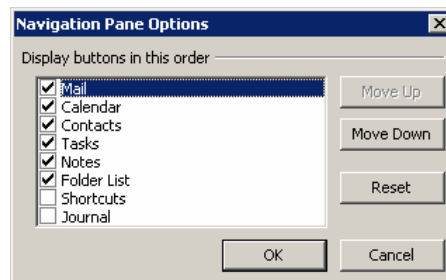 Navigation Pane Options
Display buttons in this order
Mail
Calendar
Contacts
Tasks
Notes
Folder List
Shortcuts
Journal
Move Up
Move Down
Reset
OK
Cancel